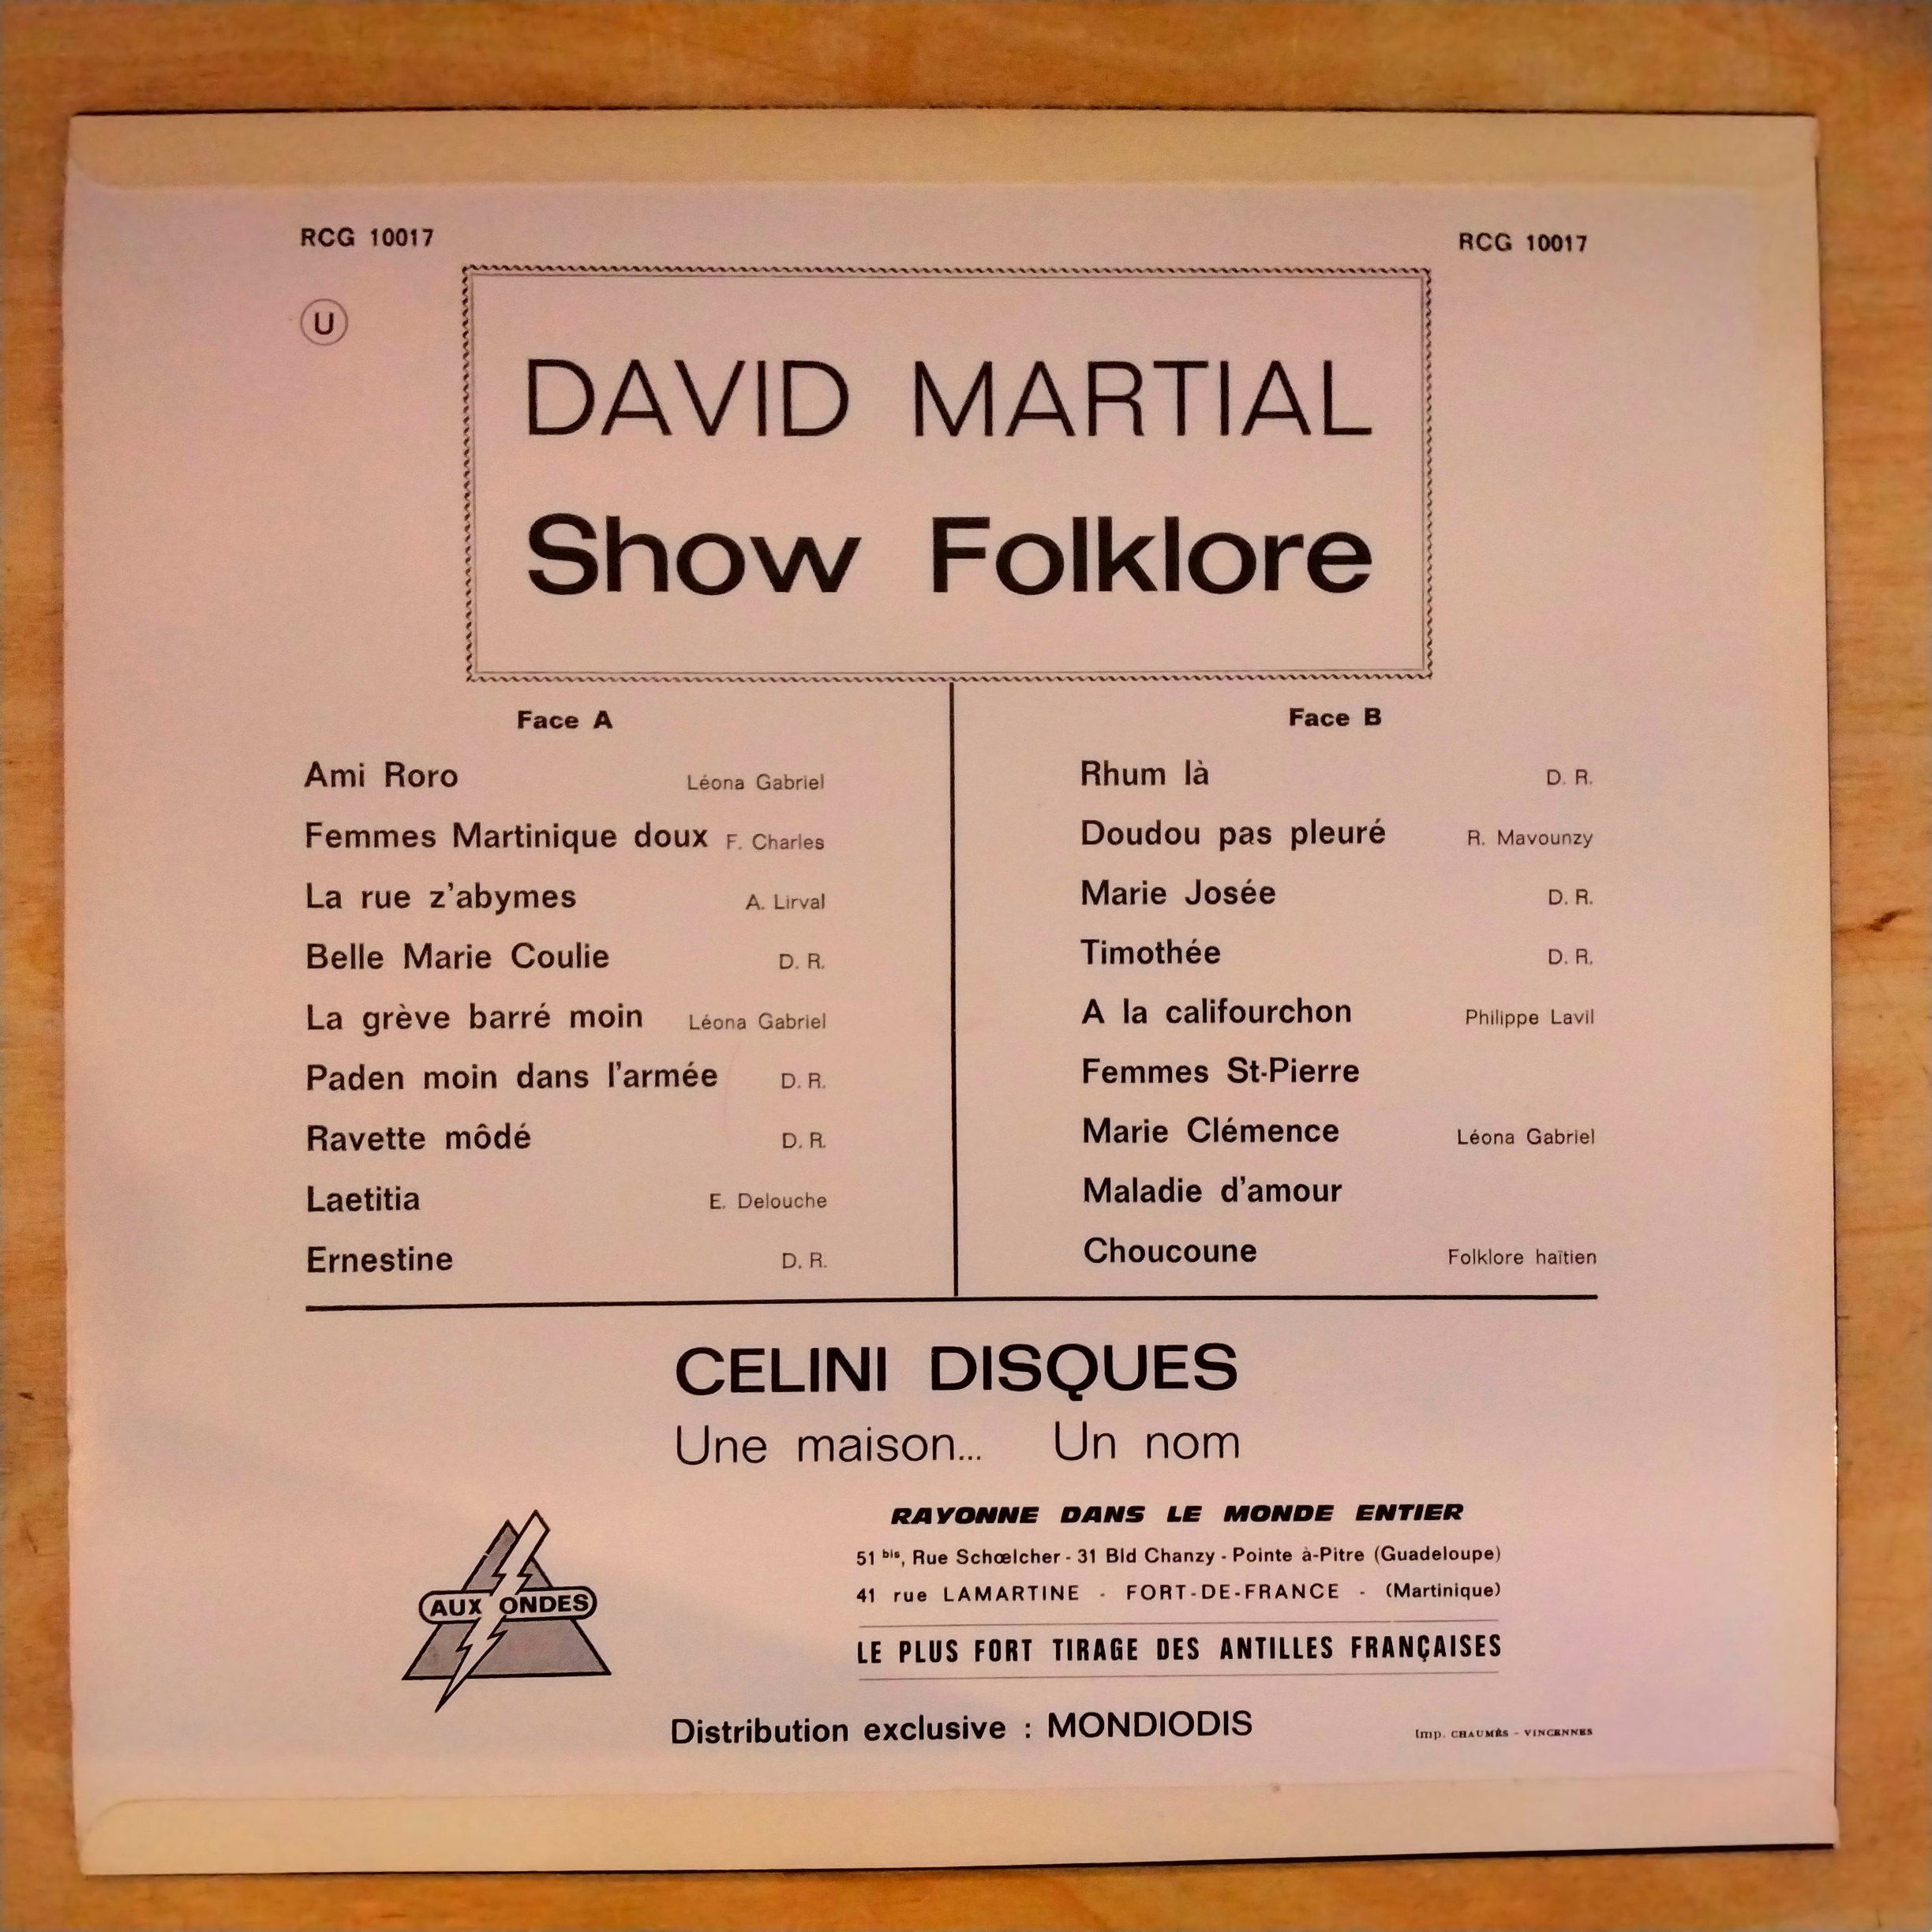 RCG 10017 RCG 10017
U
DAVID MARTIAL
Show Folklore
Face A
Ami Roro Léona Gabriel
Femmes Martinique doux F. Charles
La rue z'abymes A. Lirval
Belle Marie Coulie D. R.
La grève barré moin Léona Gabriel
Paden moin dans l'armée D. R.
Ravette môdé D. R.
Laetitia E. Delouche
Ernestine D. R.
Face B
Rhum là D. R.
Doudou pas pleuré R. Mavounzy
Marie Josée D. R.
Timothée D. R.
A la califourchon Philippe Lavil
Femmes St-Pierre
Marie Clémence Léona Gabriel
Maladie d'amour
Choucoune Folklore haïtien
CELINI DISQUES
Une maison... Un nom
AUX ONDES
RAYONNE DANS LE MONDE ENTIER
51 bis, Rue Schœlcher - 31 Bld Chanzy - Pointe à-Pitre (Guadeloupe)
41 rue LAMARTINE - FORT-DE-FRANCE - (Martinique)
LE PLUS FORT TIRAGE DES ANTILLES FRANÇAISES
Distribution exclusive : MONDIODIS
Imp. CHAUMÉS - VINCENNES